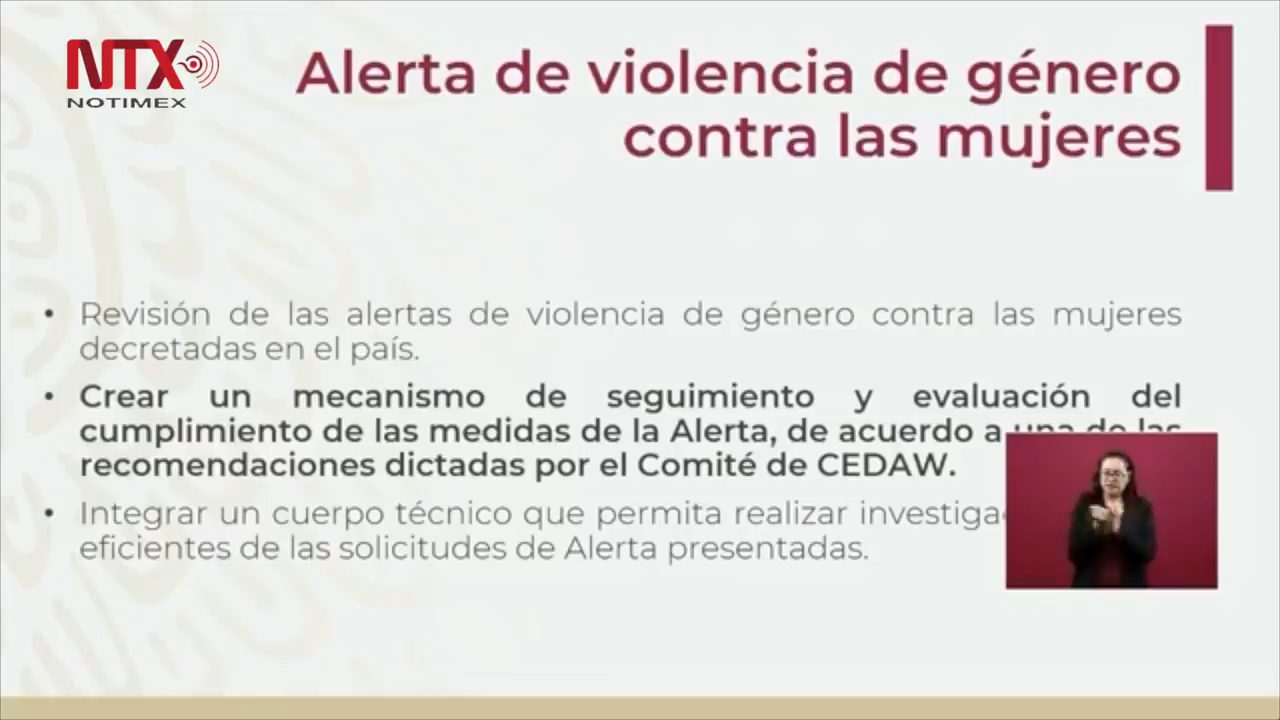 NTX
NOTIMEX
Alerta de violencia de género
contra las mujeres
• Revisión de las alertas de violencia de género contra las mujeres
decretadas en el país.
• Crear un mecanismo de seguimiento y evaluación del
cumplimiento de las medidas de la Alerta, de acuerdo a una de las
recomendaciones dictadas por el Comité de CEDAW.
• Integrar un cuerpo técnico que permita realizar
eficientes de las solicitudes de Alerta presentadas.